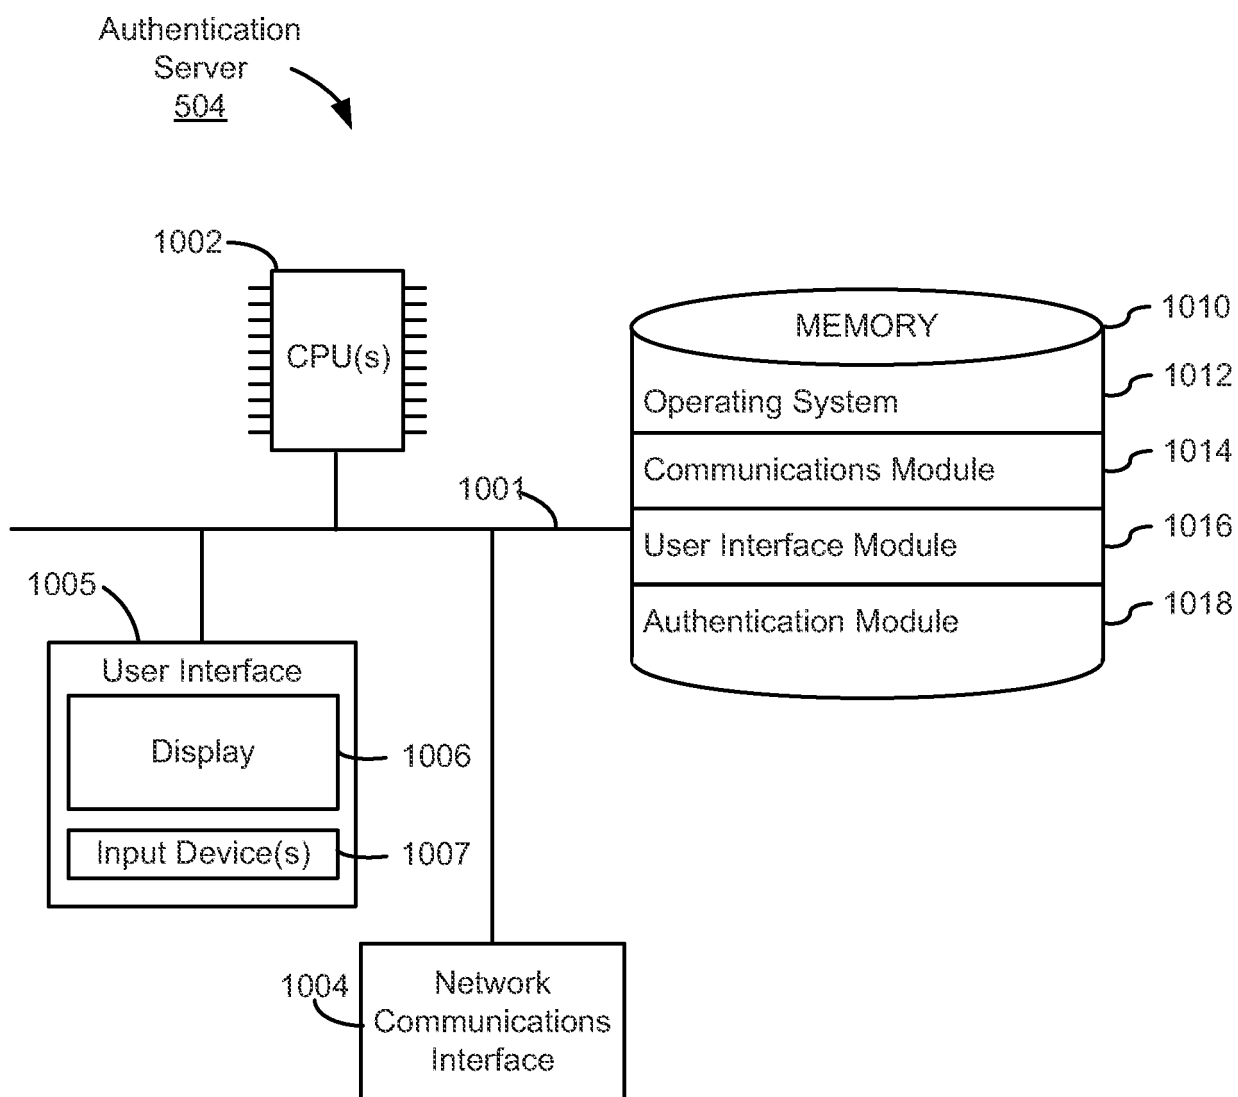 Authentication
Server
504
1002
CPU(s)
MEMORY
1010
Operating System
1012
Communications Module
1014
1001
User Interface Module
1016
Authentication Module
1018
1005
User Interface
Display
1006
Input Device(s)
1007
1004
Network
Communications
Interface